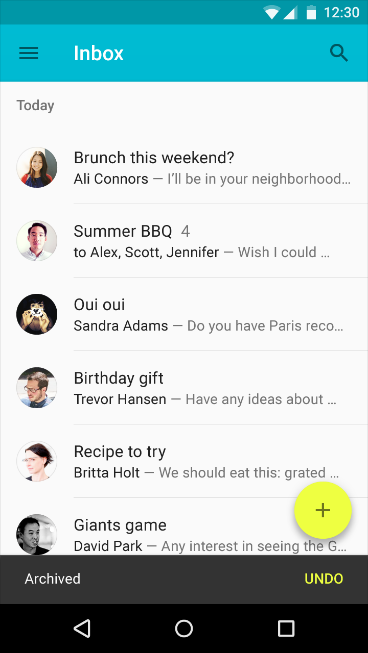 12:30
Inbox
Today
Brunch this weekend?
Ali Connors — I'll be in your neighborhood...
Summer BBQ 4
to Alex, Scott, Jennifer — Wish I could ...
Oui oui
Sandra Adams — Do you have Paris reco...
Birthday gift
Trevor Hansen — Have any ideas about ...
Recipe to try
Britta Holt — We should eat this: grated ...
Giants game
David Park — Any interest in seeing the G...
Archived UNDO